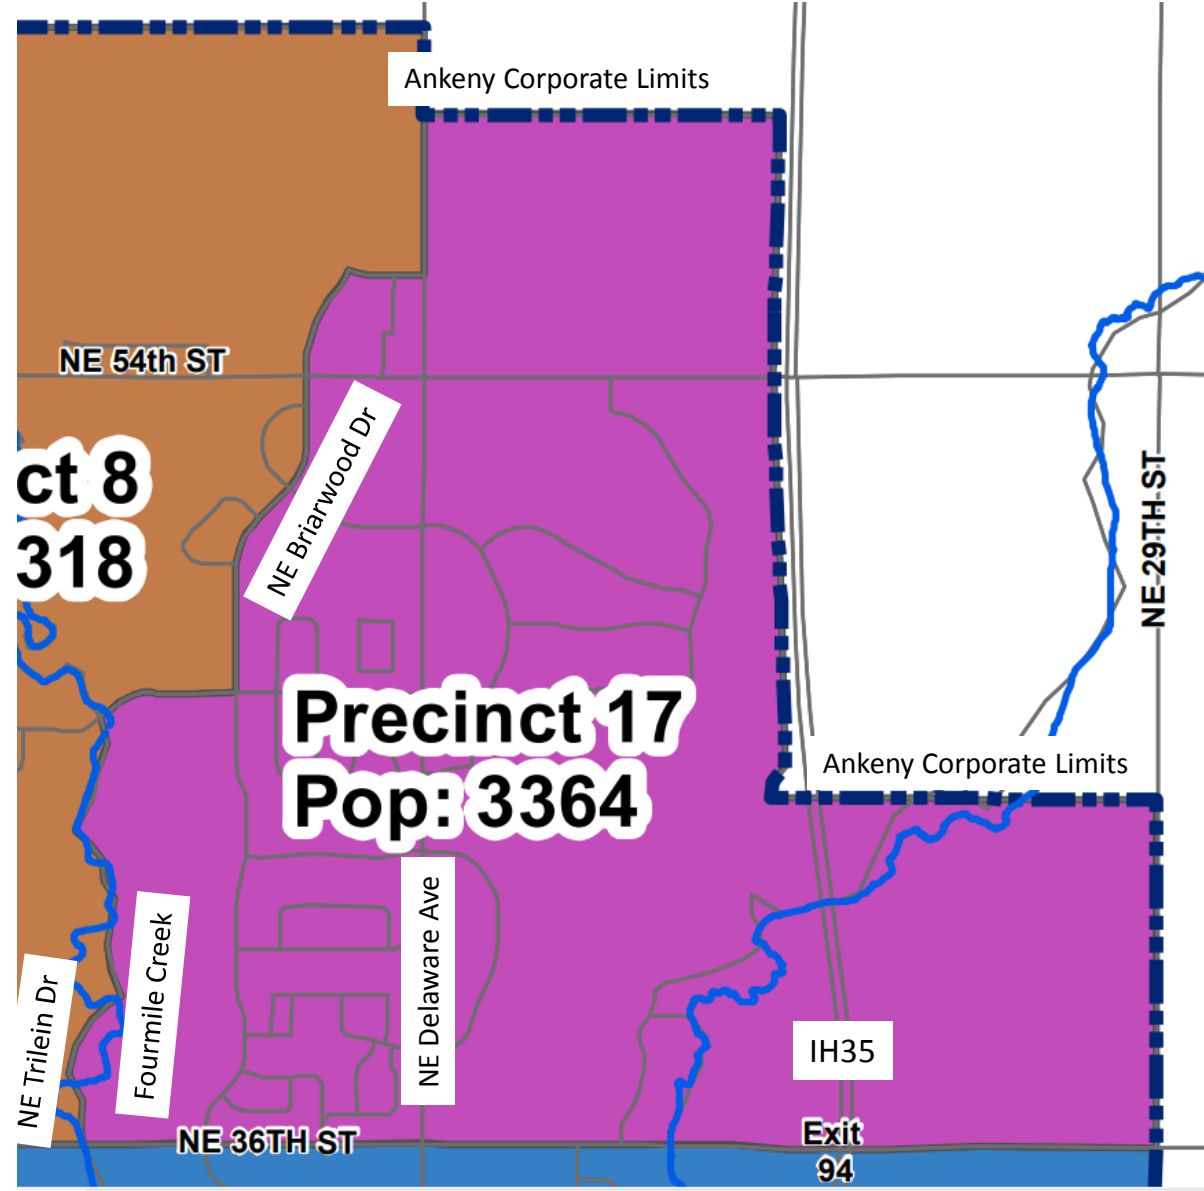 Ankeny Corporate Limits
NE 54th ST
ct 8
318
NE Briarwood Dr
NE 29TH ST
Precinct 17
Pop: 3364
Ankeny Corporate Limits
NE Delaware Ave
Fourmile Creek
NE Trilein Dr
IH35
NE 36TH ST
Exit
94